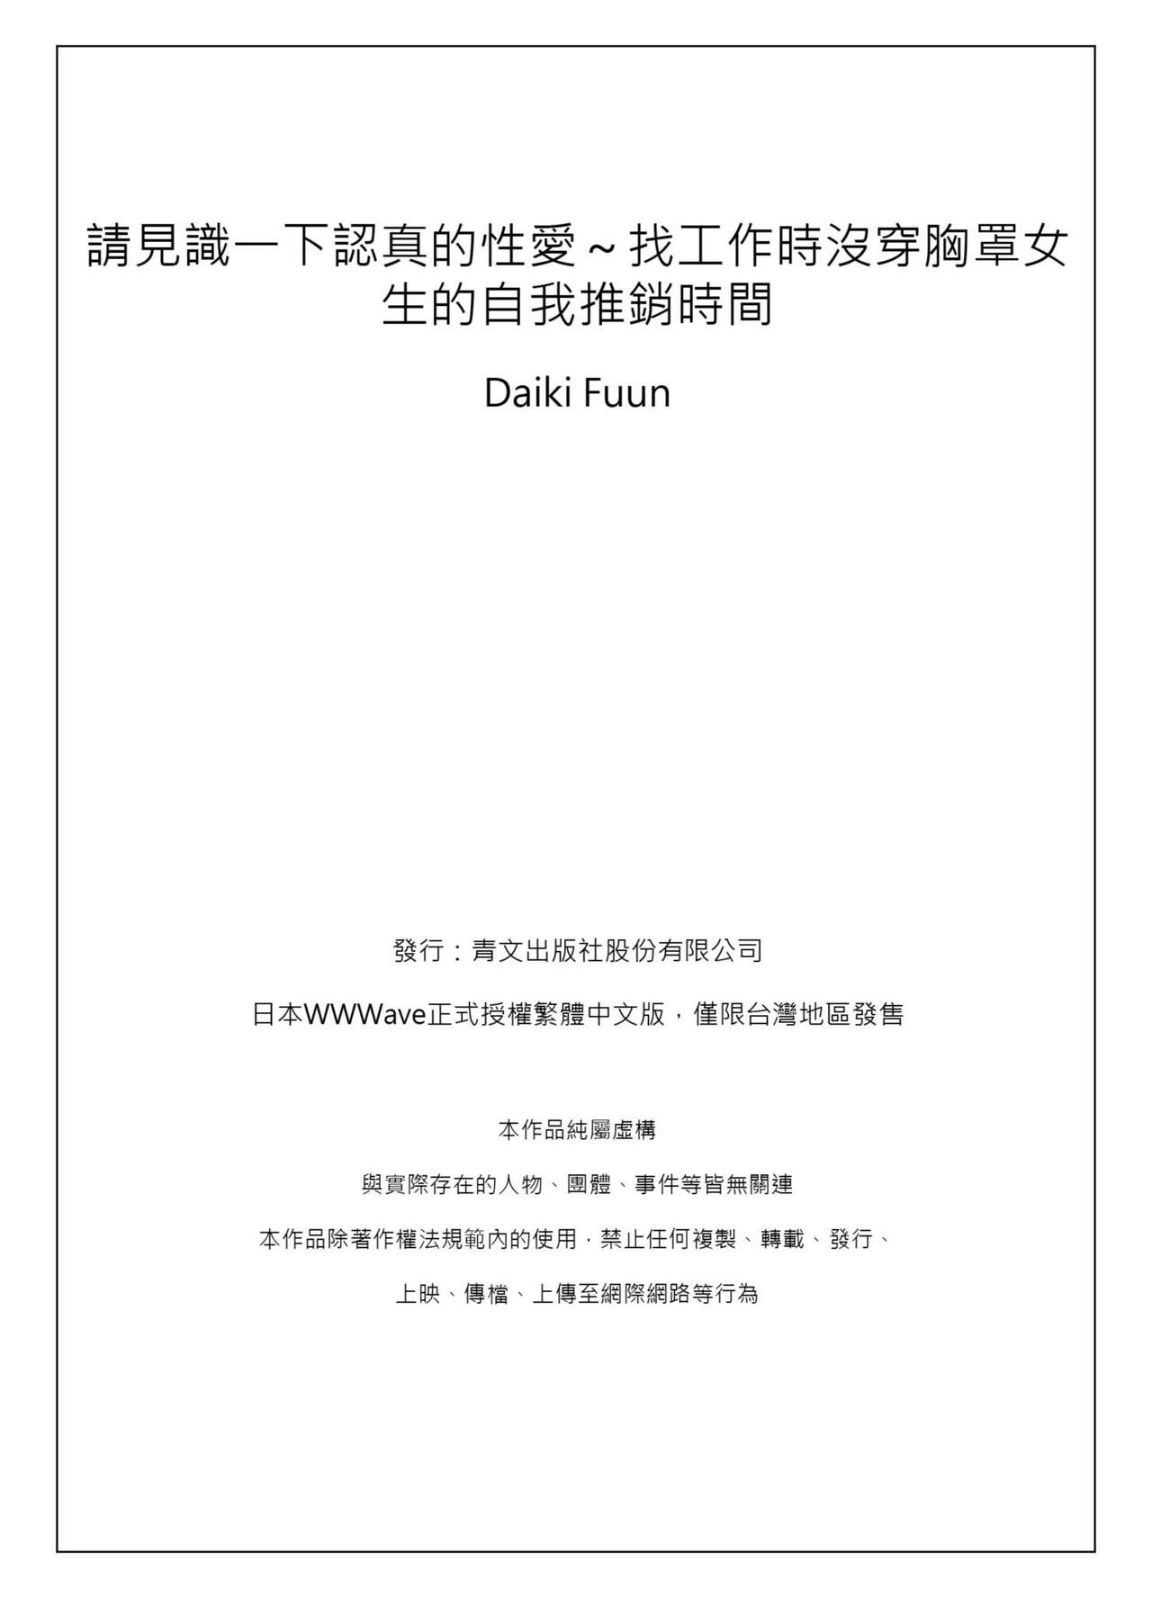 請見識一下認真的性愛～找工作時沒穿胸罩女
生的自我推銷時間
Daiki Fuun
發行：青文出版社股份有限公司
日本WWWave正式授權繁體中文版，僅限台灣地區發售
本作品純屬虛構
與實際存在的人物、團體、事件等皆無關連
本作品除著作權法規範內的使用，禁止任何複製、轉載、發行、
上映、傳檔、上傳至網際網路等行為